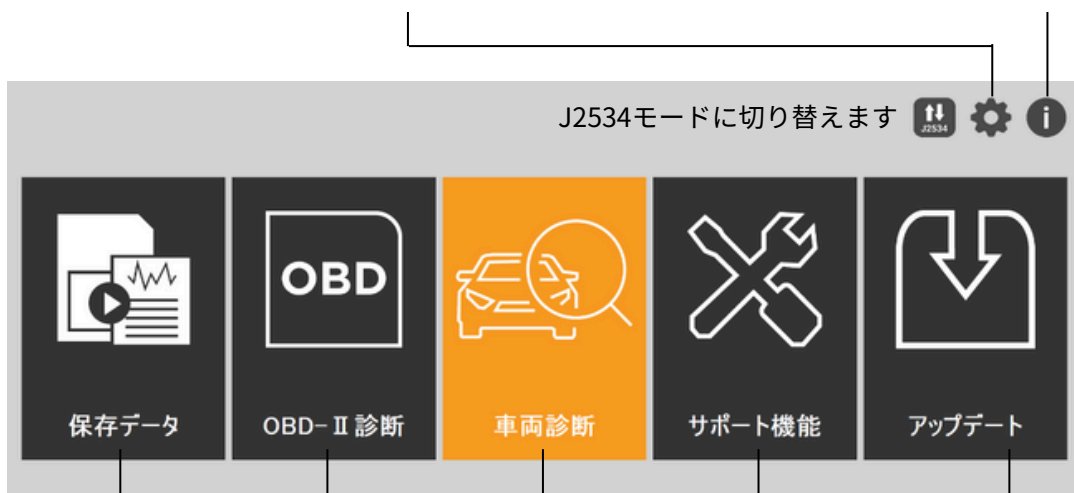 J2534モードに切り替えます
J2534
i
OBD
保存データ
OBD-Ⅱ診断
車両診断
サポート機能
アップデート